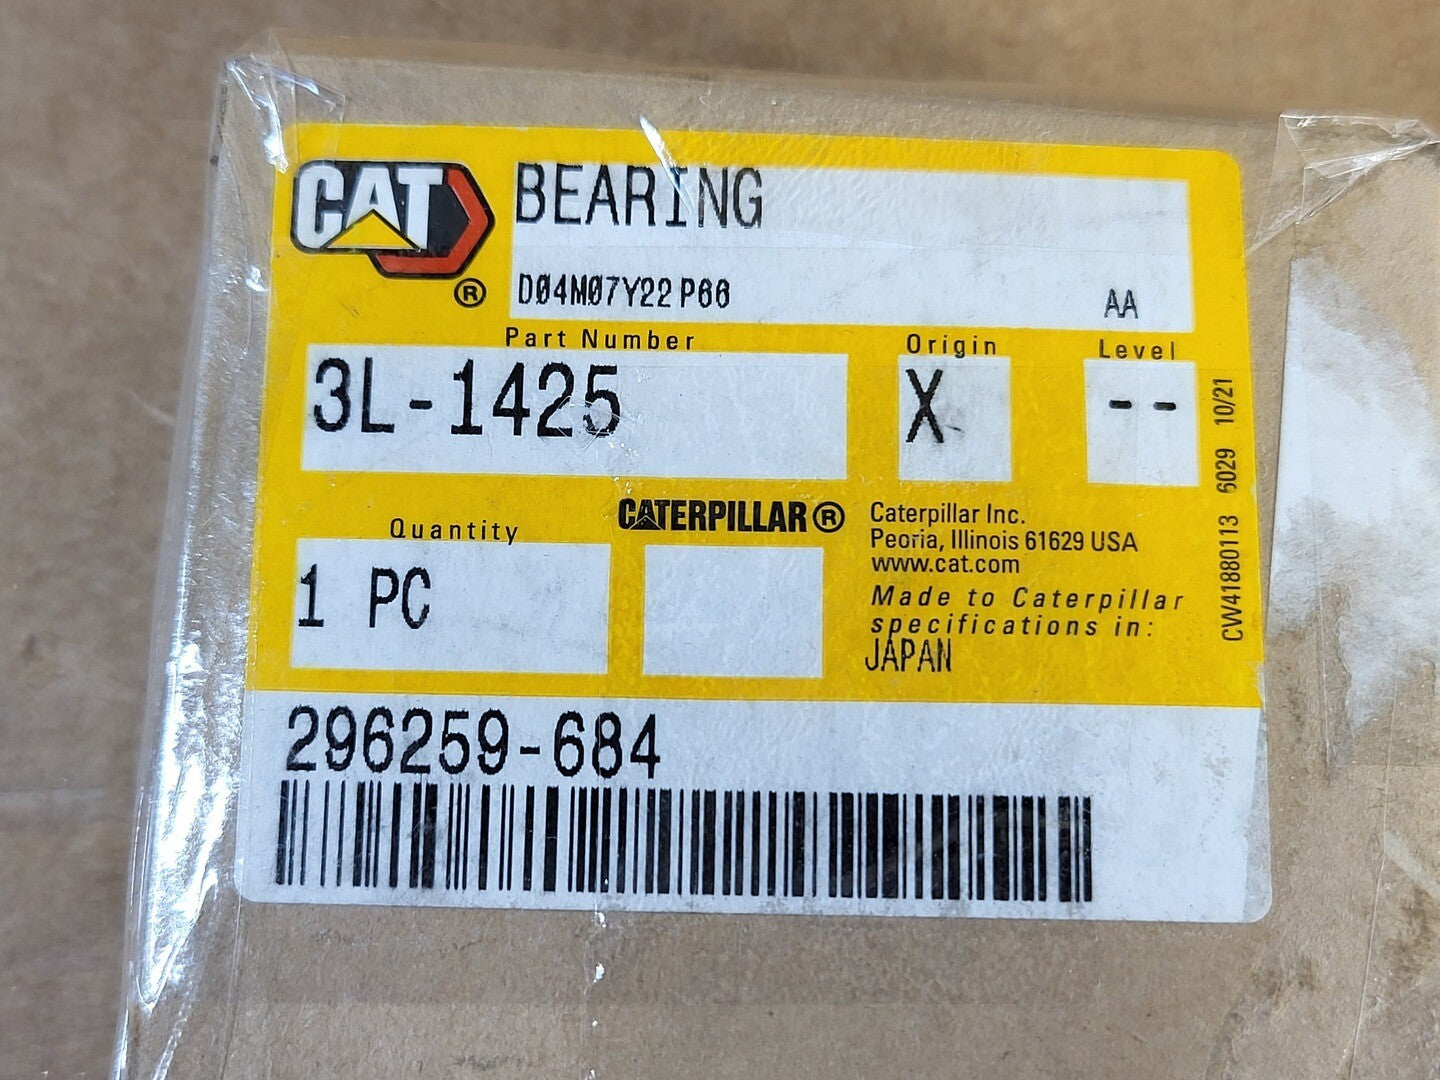 CAT
®
BEARING
D04M07Y22 P66
AA
Part Number
Origin
Level
3L-1425
X
--
Quantity
CATERPILLAR®
1 PC
Caterpillar Inc.
Peoria, Illinois 61629 USA
www.cat.com
Made to Caterpillar
specifications in:
JAPAN
CW41880113 6029 10/21
296259-684